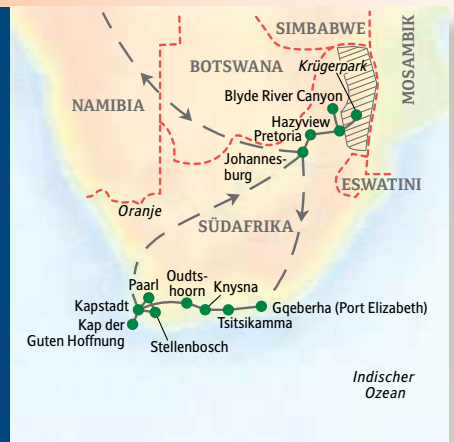 SIMBABWE
MOSAMBIK
BOTSWANA
Krügerpark
NAMIBIA
Blyde River Canyon
Hazyview
Pretoria
Johannes-
burg
ESWATINI
Oranje
SÜDAFRIKA
Oudts-
hoorn
Paarl
Knysna
Kapstadt
Gqeberha (Port Elizabeth)
Tsitsikamma
Kap der
Guten Hoffnung
Stellenbosch
Indischer
Ozean